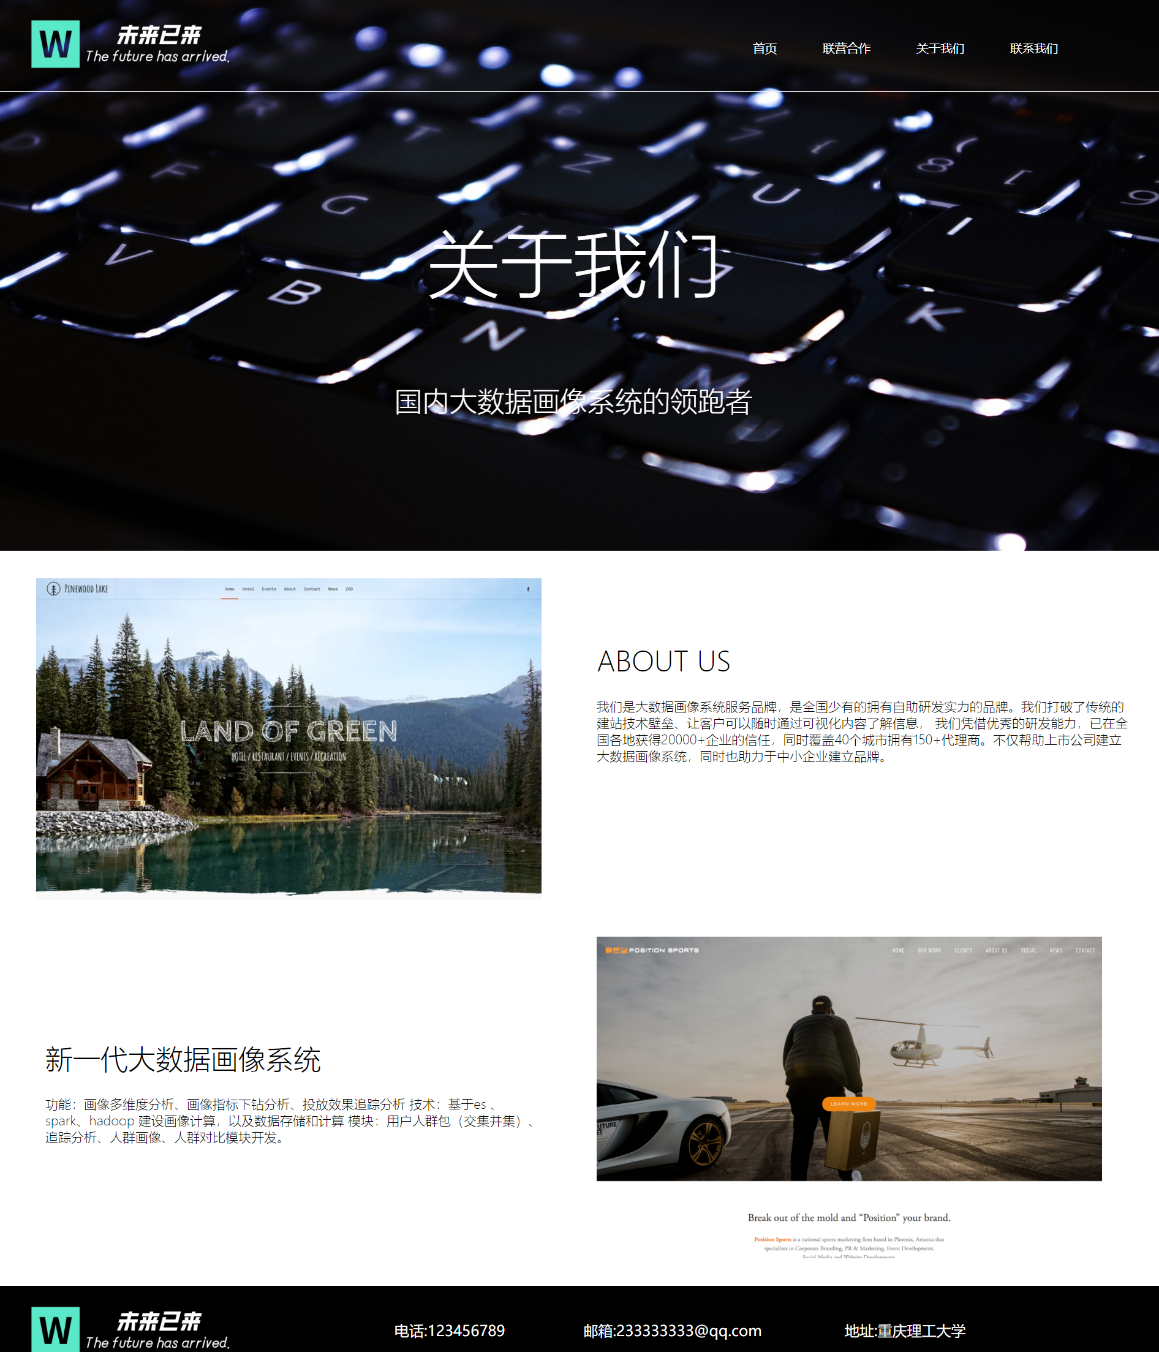 W
未来已来
The future has arrived.
首页 联营合作 关于我们 联系我们
关于我们
国内大数据画像系统的领跑者
PINEWOOD LAKE
Home Hotel Events About Contact News
LAND OF GREEN
HOTEL / RESTAURANT / EVENTS / RECREATION
ABOUT US
我们是大数据画像系统服务品牌，是全国少有的拥有自助研发实力的品牌。我们打破了传统的
建站技术壁垒、让客户可以随时通过可视化内容了解信息， 我们凭借优秀的研发能力，已在全
国各地获得20000+企业的信任，同时覆盖40个城市拥有150+代理商。不仅帮助上市公司建立
大数据画像系统，同时也助力于中小企业建立品牌。
POSITION SPORTS
HOME OUR WORK CLIENTS ABOUT US SOCIAL NEWS CONTACT
LEARN MORE
新一代大数据画像系统
功能：画像多维度分析、画像指标下钻分析、投放效果追踪分析 技术：基于es 、
spark、hadoop 建设画像计算，以及数据存储和计算 模块：用户人群包（交集并集）、
追踪分析、人群画像、人群对比模块开发。
Break out of the mold and “Position” your brand.
Position Sports is a national sports marketing firm based in Phoenix, Arizona that
specializes in Corporate Branding, PR & Marketing, Event Development,
Social Media and Website Development.
W
未来已来
The future has arrived.
电话:123456789 邮箱:233333333@qq.com 地址:重庆理工大学